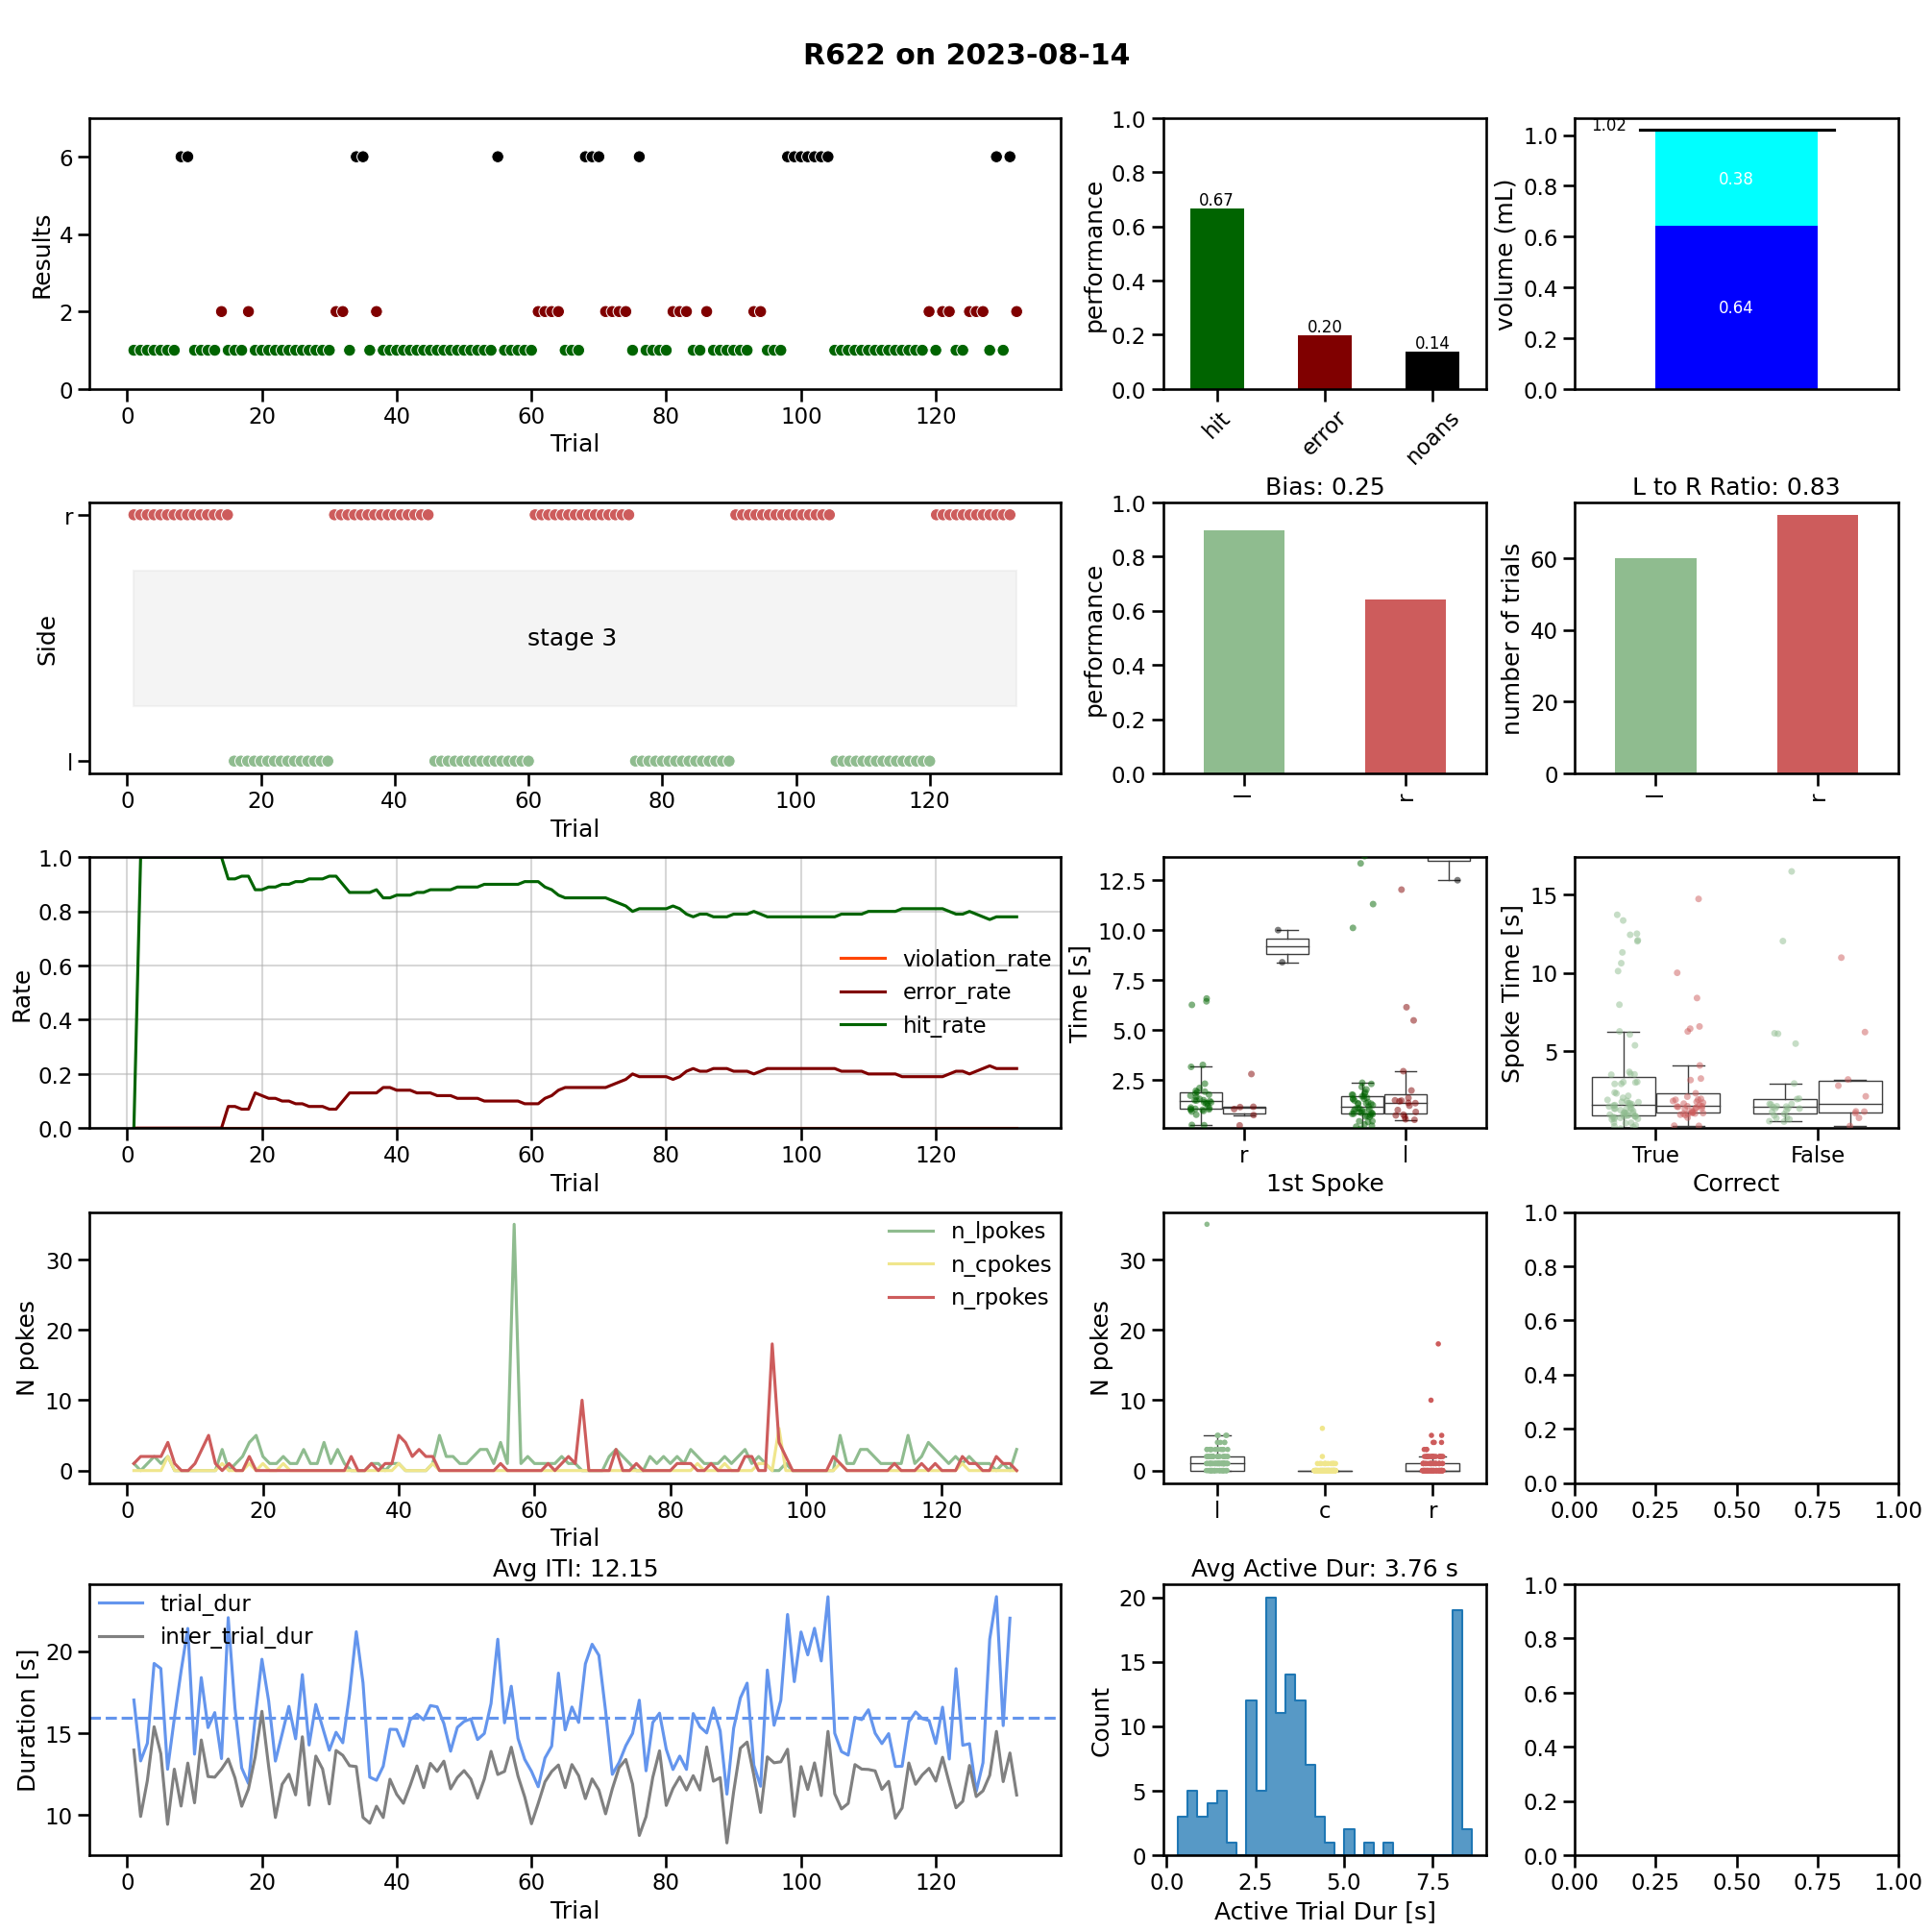 R622 on 2023-08-14
Results
6
4
2
0
0 20 40 60 80 100 120
Trial
performance
1.0
0.8
0.6
0.4
0.2
0.0
0.67
0.20
0.14
hit error noans
volume (mL)
1.0
0.8
0.6
0.4
0.2
0.0
1.02
0.38
0.64
Side
r
l
stage 3
0 20 40 60 80 100 120
Trial
Bias: 0.25
performance
1.0
0.8
0.6
0.4
0.2
0.0
l r
L to R Ratio: 0.83
number of trials
60
40
20
0
l r
Rate
1.0
0.8
0.6
0.4
0.2
0.0
violation_rate
error_rate
hit_rate
0 20 40 60 80 100 120
Trial
Time [s]
12.5
10.0
7.5
5.0
2.5
r l
1st Spoke
Spoke Time [s]
15
10
5
True False
Correct
N pokes
30
20
10
0
n_lpokes
n_cpokes
n_rpokes
0 20 40 60 80 100 120
Trial
N pokes
30
20
10
0
l c r
1.0
0.8
0.6
0.4
0.2
0.0
0.00 0.25 0.50 0.75 1.00
Avg ITI: 12.15
Duration [s]
20
15
10
trial_dur
inter_trial_dur
0 20 40 60 80 100 120
Trial
Avg Active Dur: 3.76 s
Count
20
15
10
5
0
0.0 2.5 5.0 7.5
Active Trial Dur [s]
1.0
0.8
0.6
0.4
0.2
0.0
0.00 0.25 0.50 0.75 1.00